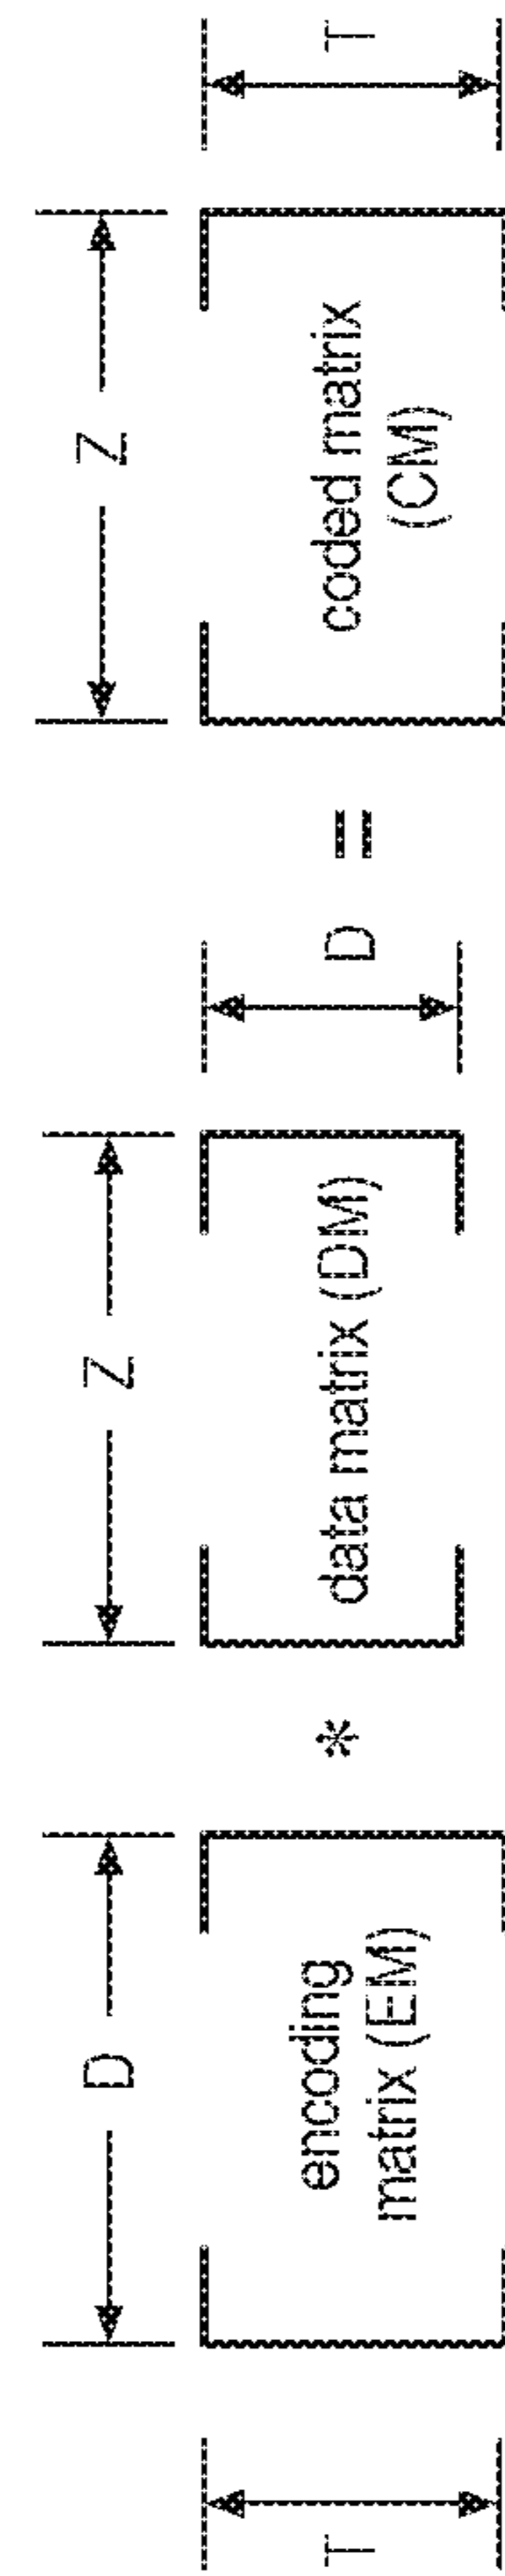 T
D
encoding
matrix (EM)
*
Z
data matrix (DM)
D
=
Z
coded matrix
(CM)
T